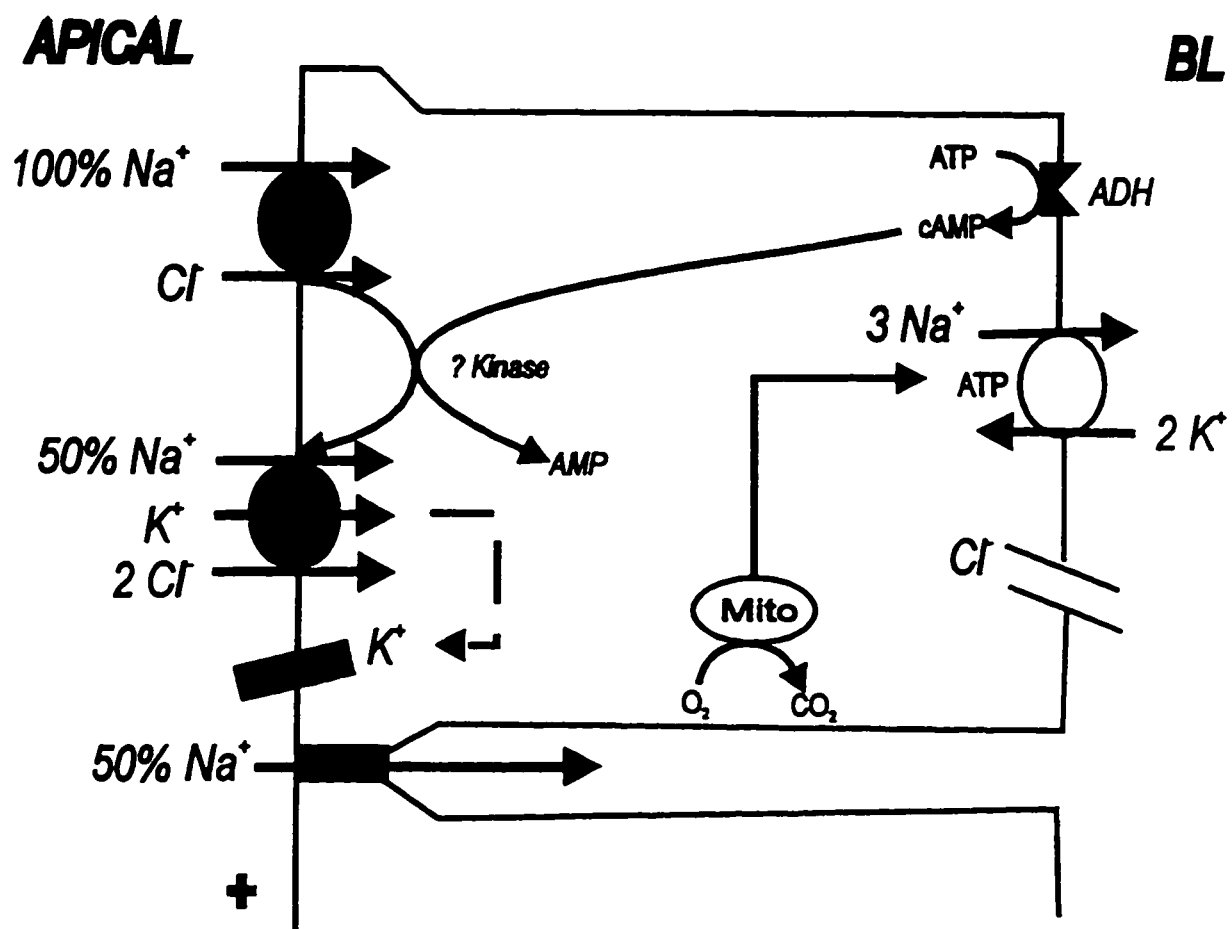 APICAL
BL
100% Na⁺
ATP
ADH
cAMP
Cl⁻
3 Na⁺
? Kinase
ATP
2 K⁺
50% Na⁺
AMP
K⁺
2 Cl⁻
Cl⁻
Mito
K⁺
O₂
CO₂
50% Na⁺
+